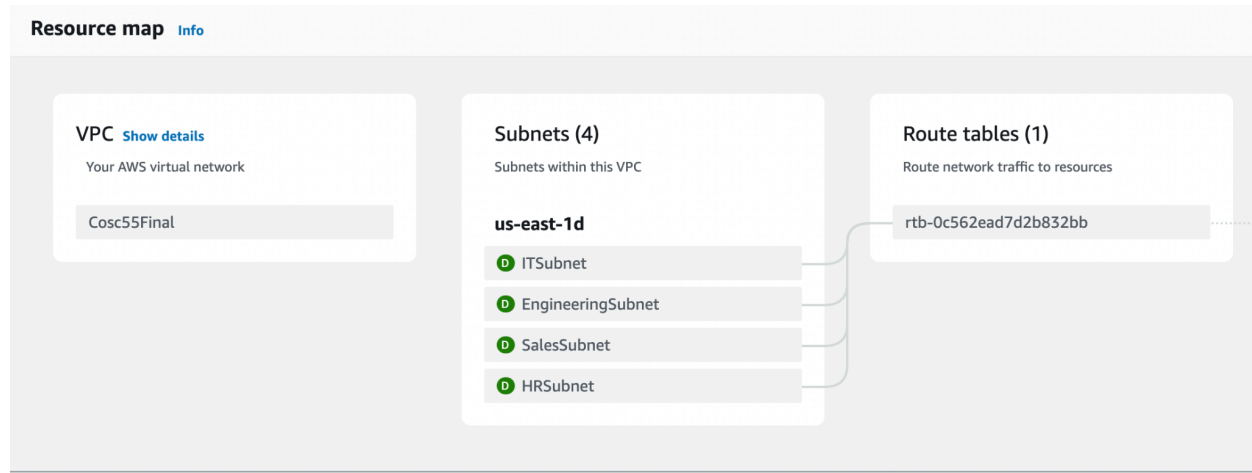 Resource map Info
VPC Show details
Your AWS virtual network
Cosc55Final
Subnets (4)
Subnets within this VPC
us-east-1d
D ITSubnet
D EngineeringSubnet
D SalesSubnet
D HRSubnet
Route tables (1)
Route network traffic to resources
rtb-0c562ead7d2b832bb